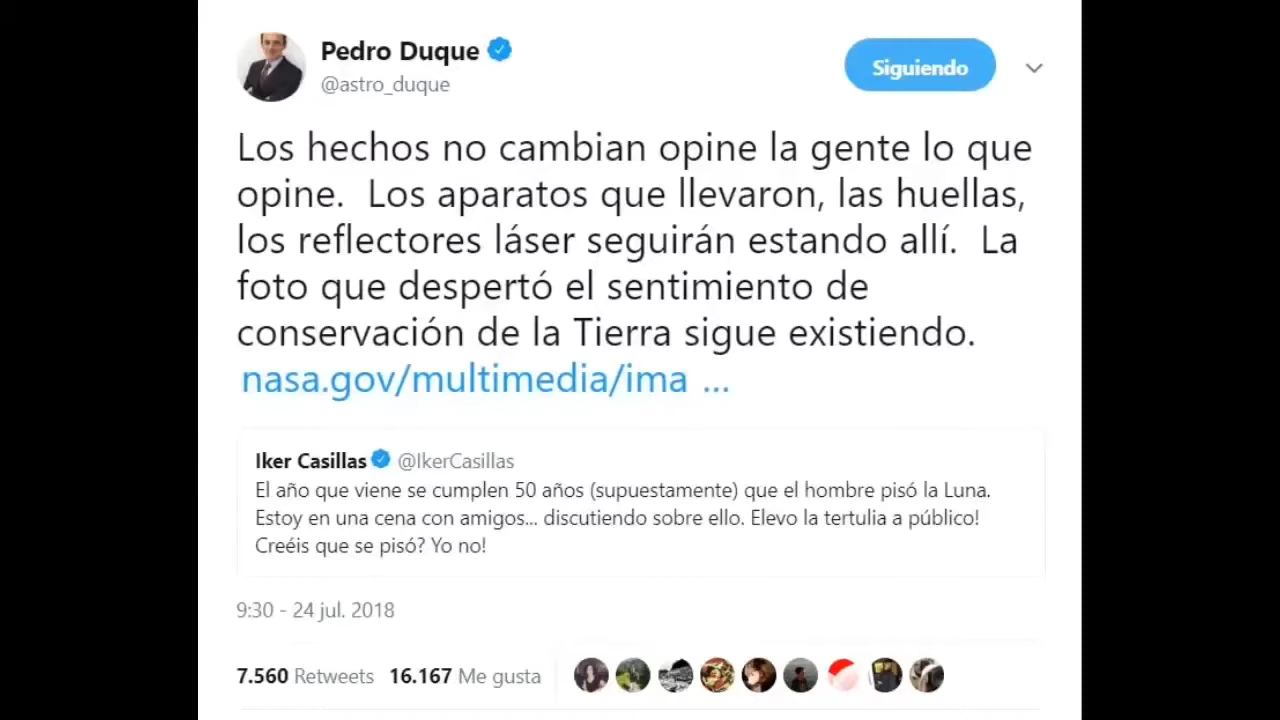 Pedro Duque
@astro_duque
Siguiendo
Los hechos no cambian opine la gente lo que
opine.  Los aparatos que llevaron, las huellas,
los reflectores láser seguirán estando allí.  La
foto que despertó el sentimiento de
conservación de la Tierra sigue existiendo.
nasa.gov/multimedia/ima ...
Iker Casillas @IkerCasillas
El año que viene se cumplen 50 años (supuestamente) que el hombre pisó la Luna.
Estoy en una cena con amigos... discutiendo sobre ello. Elevo la tertulia a público!
Creéis que se pisó? Yo no!
9:30 - 24 jul. 2018
7.560 Retweets 16.167 Me gusta